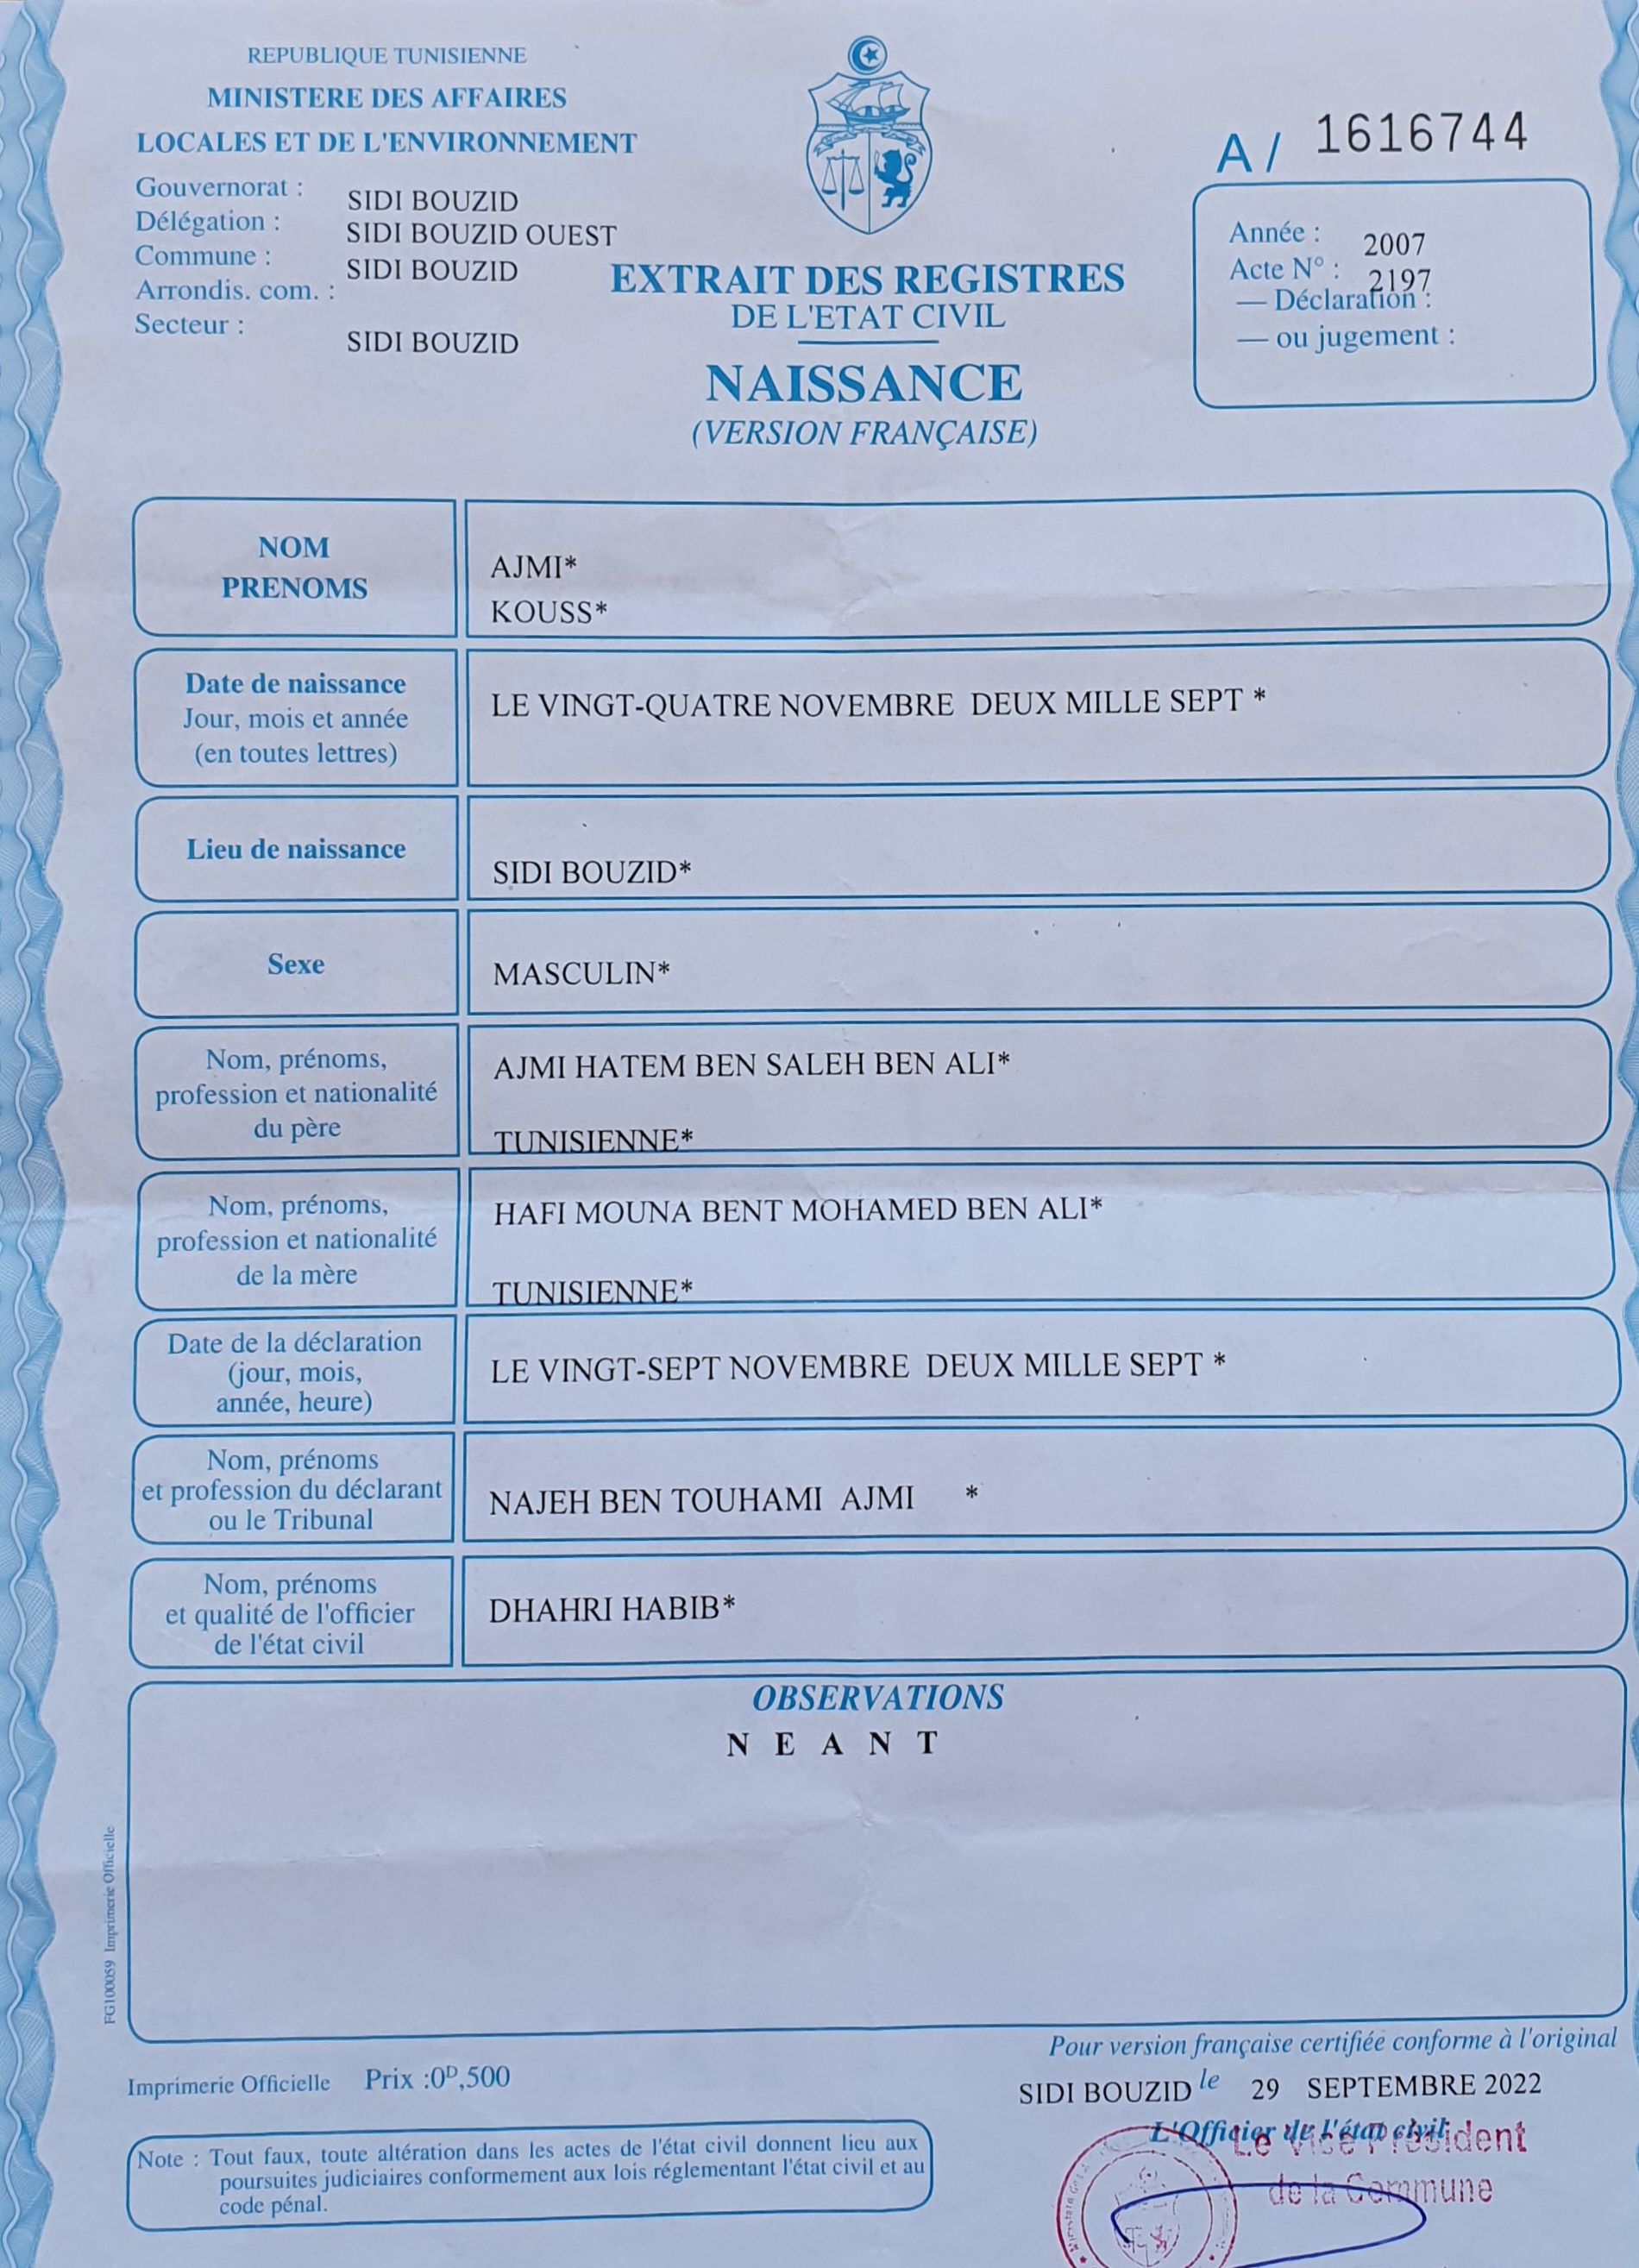 REPUBLIQUE TUNISIENNE
MINISTERE DES AFFAIRES
LOCALES ET DE L'ENVIRONNEMENT
Gouvernorat : SIDI BOUZID
Délégation : SIDI BOUZID OUEST
Commune : SIDI BOUZID
Arrondis. com. :
Secteur : SIDI BOUZID
A / 1616744
Année : 2007
Acte N° : 2197
— Déclaration :
— ou jugement :
EXTRAIT DES REGISTRES
DE L'ETAT CIVIL
NAISSANCE
(VERSION FRANÇAISE)
NOM
PRENOMS
AJMI*
KOUSS*
Date de naissance
Jour, mois et année
(en toutes lettres)
LE VINGT-QUATRE NOVEMBRE DEUX MILLE SEPT *
Lieu de naissance
SIDI BOUZID*
Sexe
MASCULIN*
Nom, prénoms,
profession et nationalité
du père
AJMI HATEM BEN SALEH BEN ALI*
TUNISIENNE*
Nom, prénoms,
profession et nationalité
de la mère
HAFI MOUNA BENT MOHAMED BEN ALI*
TUNISIENNE*
Date de la déclaration
(jour, mois,
année, heure)
LE VINGT-SEPT NOVEMBRE DEUX MILLE SEPT *
Nom, prénoms
et profession du déclarant
ou le Tribunal
NAJEH BEN TOUHAMI AJMI *
Nom, prénoms
et qualité de l'officier
de l'état civil
DHAHRI HABIB*
OBSERVATIONS
N E A N T
FG100059 Imprimerie Officielle
Pour version française certifiée conforme à l'original
Imprimerie Officielle Prix :0ᴰ,500
SIDI BOUZID le 29 SEPTEMBRE 2022
L'Officier de l'état civil
Le Vice Président
de la Commune
Note : Tout faux, toute altération dans les actes de l'état civil donnent lieu aux
poursuites judiciaires conformement aux lois réglementant l'état civil et au
code pénal.